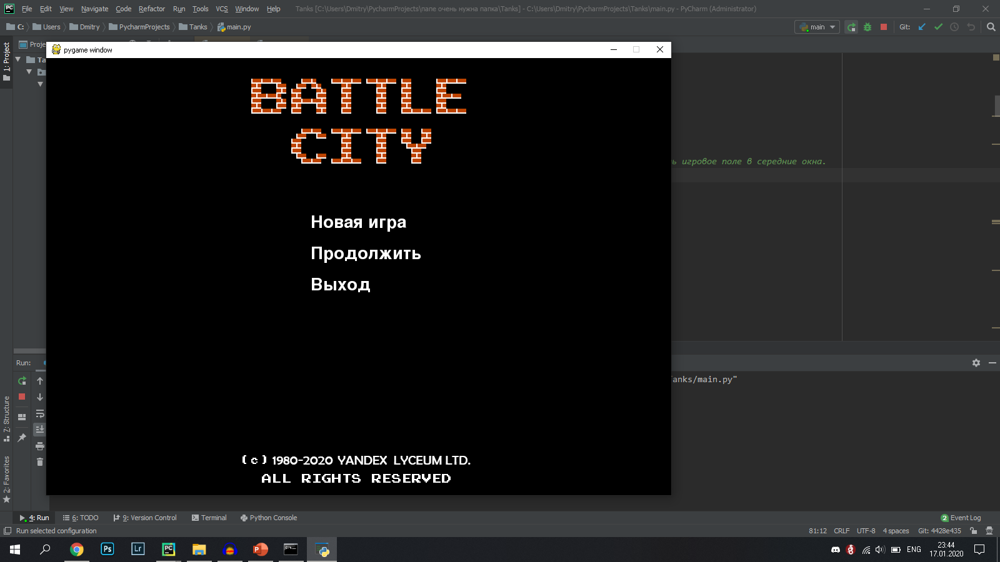 PC File Edit View Navigate Code Refactor Run Tools VCS Window Help Tanks [C:\Users\Dmitry\PycharmProjects\папе очень нужна папка\Tanks] - C:\Users\Dmitry\PycharmProjects\Tanks\main.py - PyCharm (Administrator)
C: Users Dmitry PycharmProjects Tanks main.py main Git:
1: Project
Proje
pygame window
Ta
BATTLE
CITY
ь игровое поле в середние окна.
Новая игра
Продолжить
Выход
Run:
anks/main.py"
7: Structure
2: Favorites
(c) 1980-2020 YANDEX LYCEUM LTD.
ALL RIGHTS RESERVED
4: Run 6: TODO 9: Version Control Terminal Python Console 2 Event Log
Run selected configuration 81:12 CRLF UTF-8 4 spaces Git: 4428e435
Ps Lr PC P ENG 23:44
17.01.2020